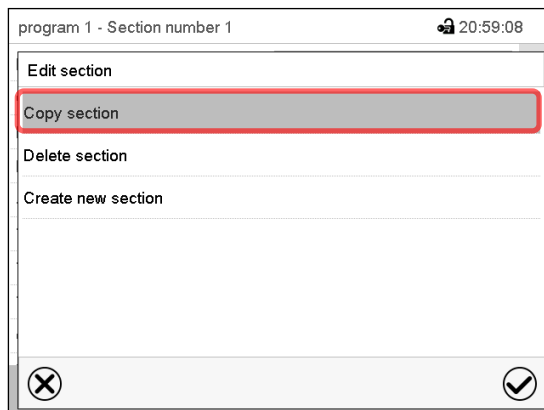 program 1 - Section number 1 20:59:08
Edit section
Copy section
Delete section
Create new section